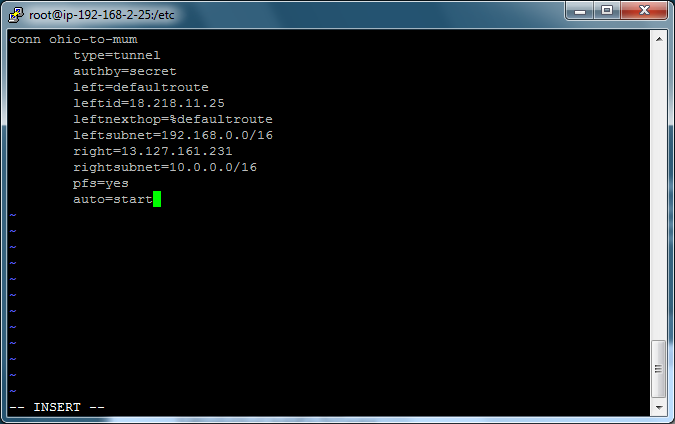 root@ip-192-168-2-25:/etc
conn ohio-to-mum
type=tunnel
authby=secret
left=defaultroute
leftid=18.218.11.25
leftnexthop=%defaultroute
leftsubnet=192.168.0.0/16
right=13.127.161.231
rightsubnet=10.0.0.0/16
pfs=yes
auto=start
~
~
~
~
~
~
~
~
~
~
~
~
-- INSERT --